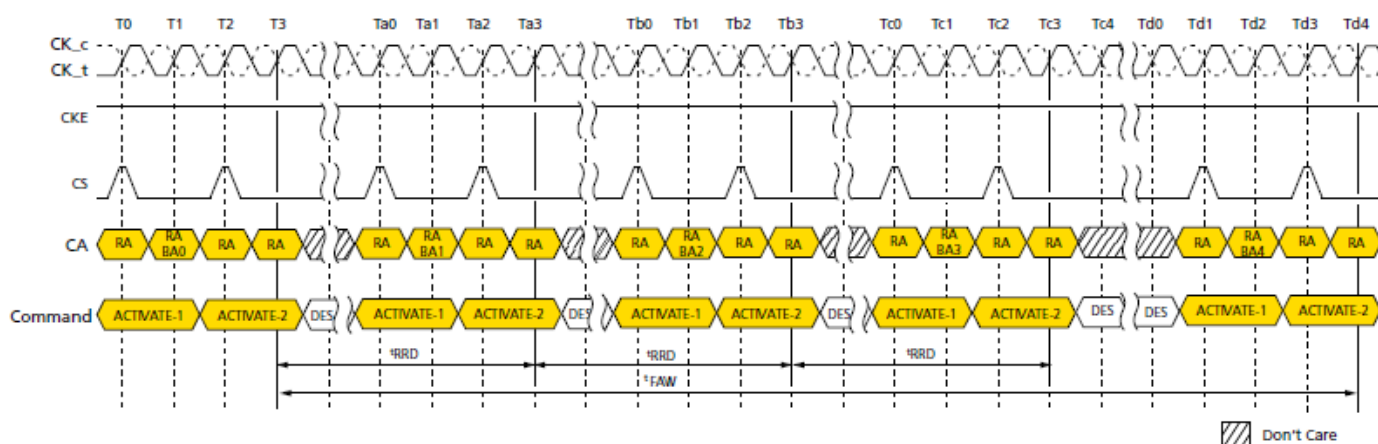 T0 T1 T2 T3 Ta0 Ta1 Ta2 Ta3 Tb0 Tb1 Tb2 Tb3 Tc0 Tc1 Tc2 Tc3 Tc4 Td0 Td1 Td2 Td3 Td4
CK_c
CK_t
CKE
CS
CA RA RA BA0 RA RA RA RA BA1 RA RA RA RA BA2 RA RA RA RA BA3 RA RA RA RA BA4 RA RA
Command ACTIVATE-1 ACTIVATE-2 DES ACTIVATE-1 ACTIVATE-2 DES ACTIVATE-1 ACTIVATE-2 DES ACTIVATE-1 ACTIVATE-2 DES DES ACTIVATE-1 ACTIVATE-2
tRRD tRRD tRRD
tFAW
Don't Care